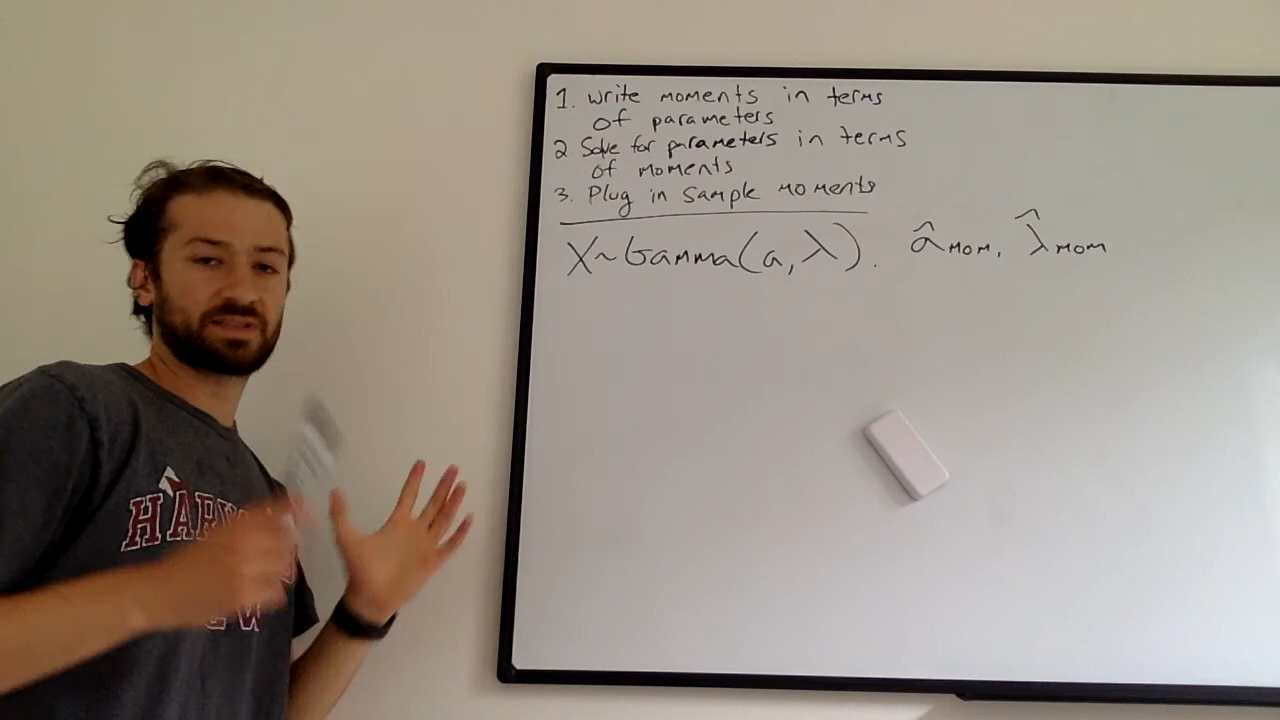 1. Write moments in terms
of parameters
2 Solve for parameters in terms
of moments
3. Plug in sample moments
X~Gamma(a, λ). â_MOM, λ̂_MOM